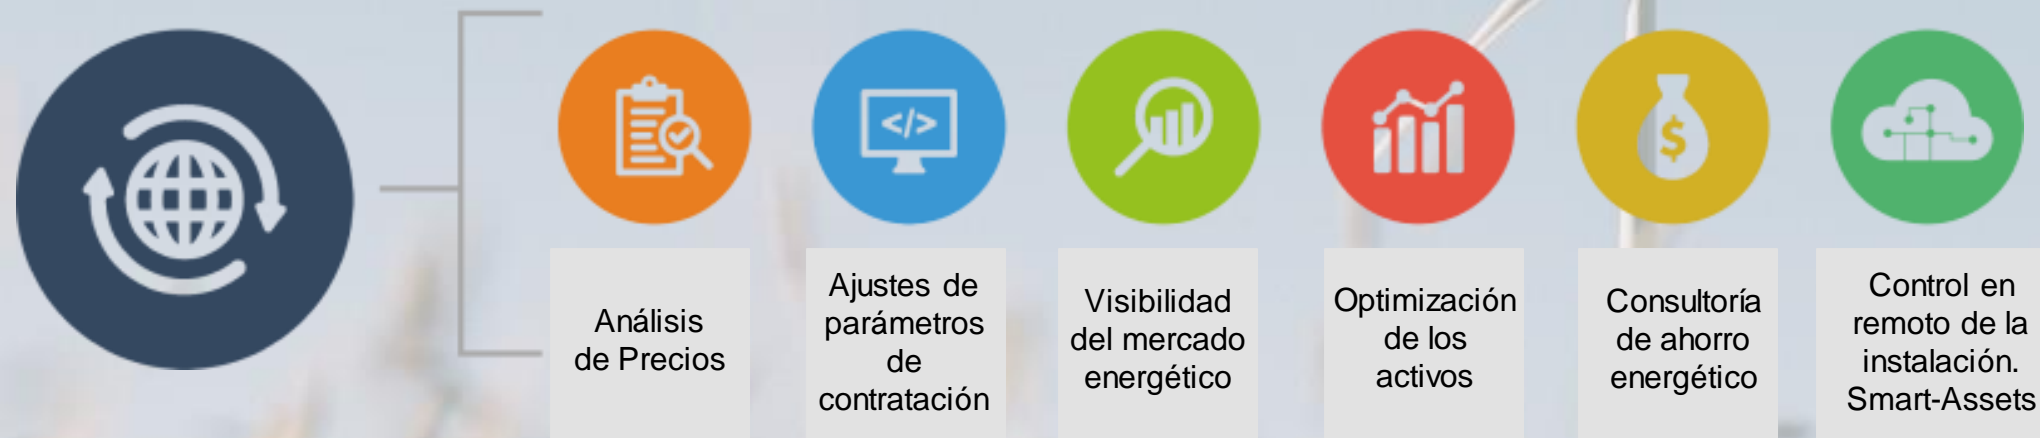 Análisis
de Precios
Ajustes de
parámetros
de
contratación
Visibilidad
del mercado
energético
Optimización
de los
activos
Consultoría
de ahorro
energético
Control en
remoto de la
instalación.
Smart-Assets